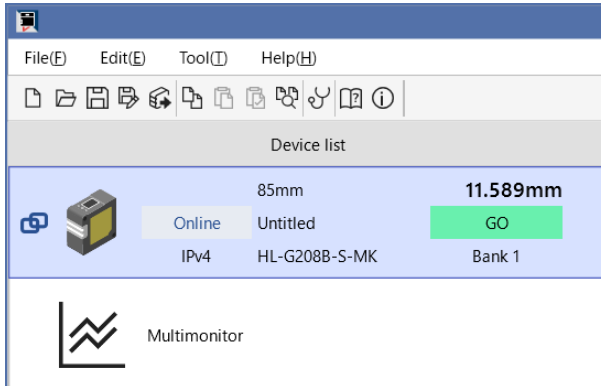 File(F) Edit(E) Tool(T) Help(H)
Device list
85mm 11.589mm
Online Untitled GO
IPv4 HL-G208B-S-MK Bank 1
Multimonitor